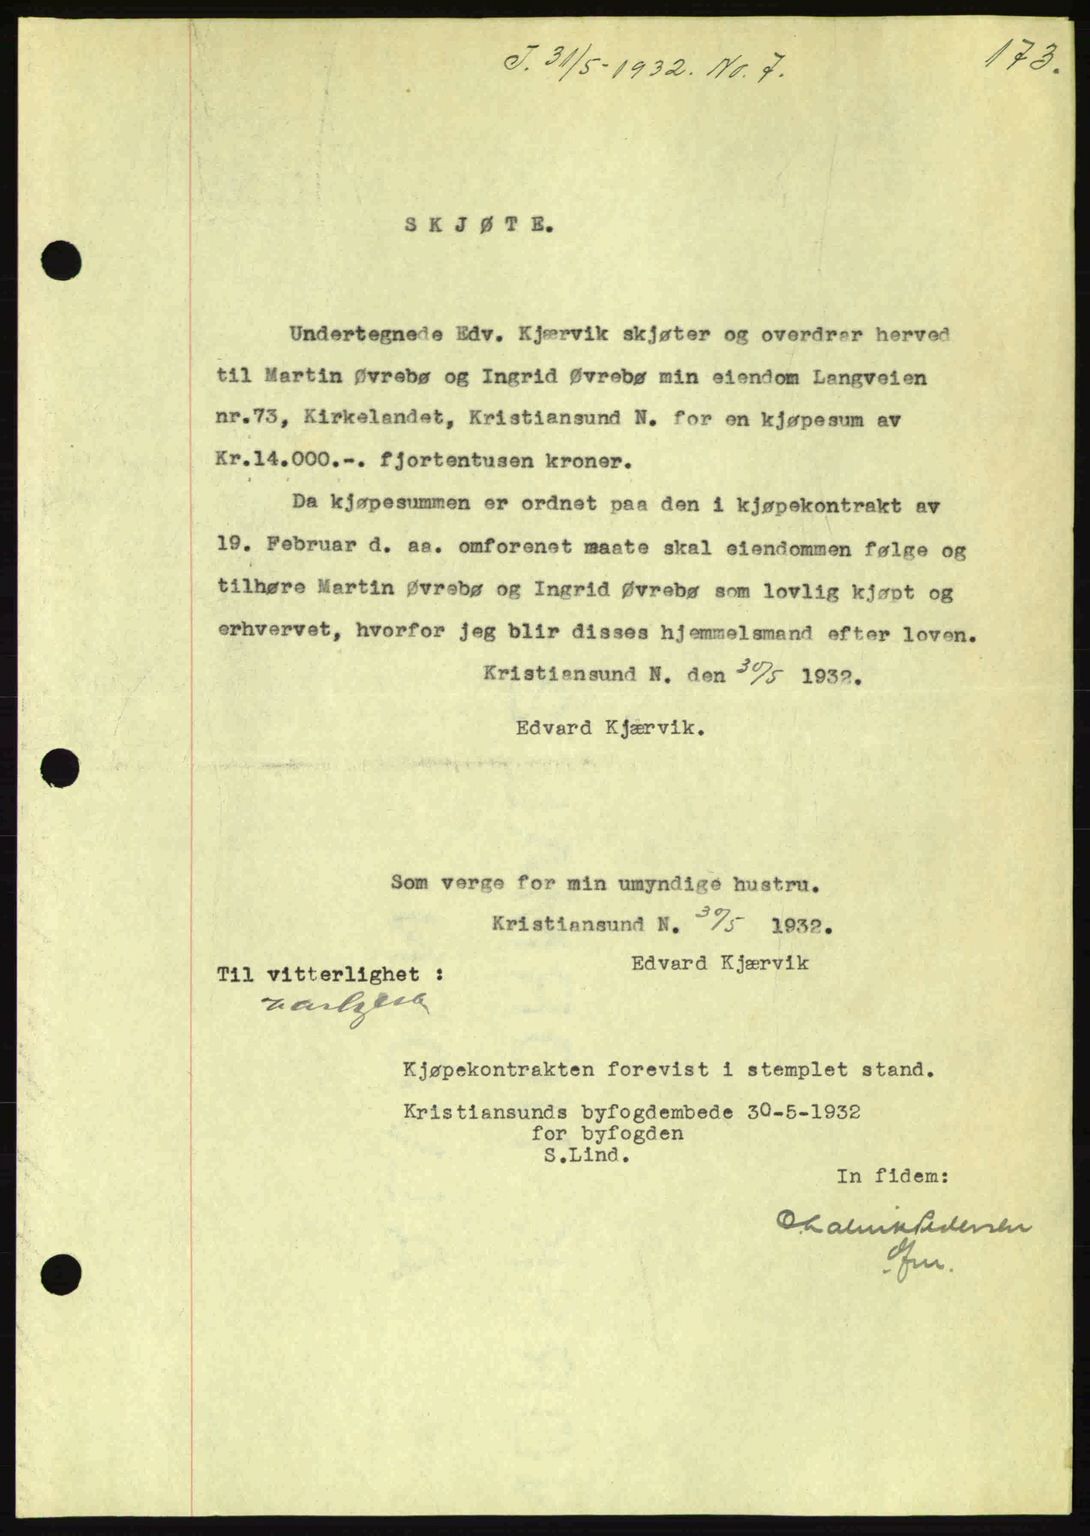 T. 31/5-1932. No. 7.
173.
SKJØTE.
Undertegnede Edv. Kjærvik skjøter og overdrar herved
til Martin Øvrebø og Ingrid Øvrebø min eiendom Langveien
nr.73, Kirkelandet, Kristiansund N. for en kjøpesum av
Kr.14.000.-. fjortentusen kroner.
Da kjøpesummen er ordnet paa den i kjøpekontrakt av
19. Februar d. aa. omforenet maate skal eiendommen følge og
tilhøre Martin Øvrebø og Ingrid Øvrebø som lovlig kjøpt og
erhvervet, hvorfor jeg blir disses hjemmelsmand efter loven.
Kristiansund N. den 30/5 1932.
Edvard Kjærvik.
Som verge for min umyndige hustru.
Kristiansund N. 30/5 1932.
Edvard Kjærvik
Til vitterlighet :
Kjøpekontrakten forevist i stemplet stand.
Kristiansunds byfogdembede 30-5-1932
for byfogden
S.Lind.
In fidem:
Pedersen